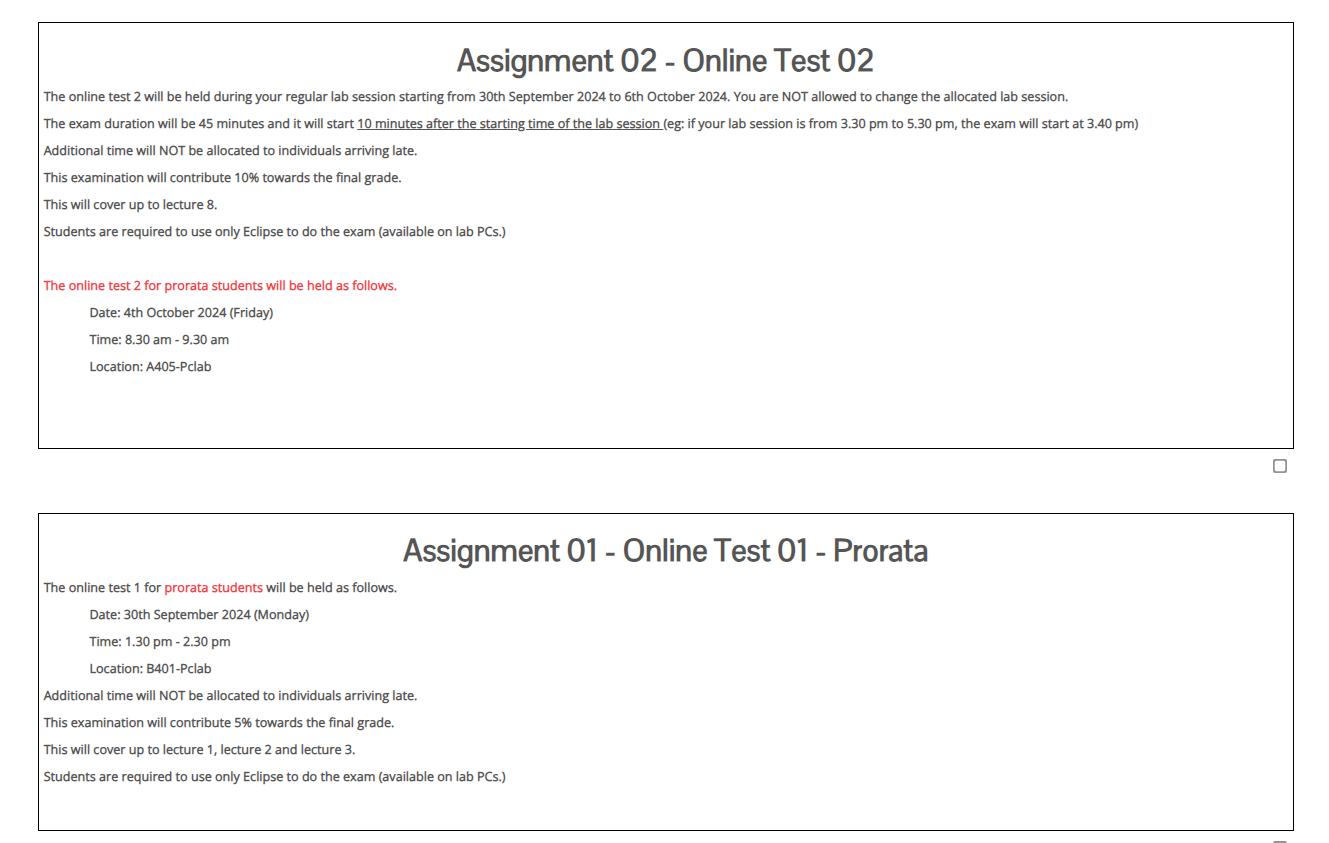 Assignment 02 - Online Test 02
The online test 2 will be held during your regular lab session starting from 30th September 2024 to 6th October 2024. You are NOT allowed to change the allocated lab session.
The exam duration will be 45 minutes and it will start 10 minutes after the starting time of the lab session (eg: if your lab session is from 3.30 pm to 5.30 pm, the exam will start at 3.40 pm)
Additional time will NOT be allocated to individuals arriving late.
This examination will contribute 10% towards the final grade.
This will cover up to lecture 8.
Students are required to use only Eclipse to do the exam (available on lab PCs.)
The online test 2 for prorata students will be held as follows.
Date: 4th October 2024 (Friday)
Time: 8.30 am - 9.30 am
Location: A405-Pclab
Assignment 01 - Online Test 01 - Prorata
The online test 1 for prorata students will be held as follows.
Date: 30th September 2024 (Monday)
Time: 1.30 pm - 2.30 pm
Location: B401-Pclab
Additional time will NOT be allocated to individuals arriving late.
This examination will contribute 5% towards the final grade.
This will cover up to lecture 1, lecture 2 and lecture 3.
Students are required to use only Eclipse to do the exam (available on lab PCs.)